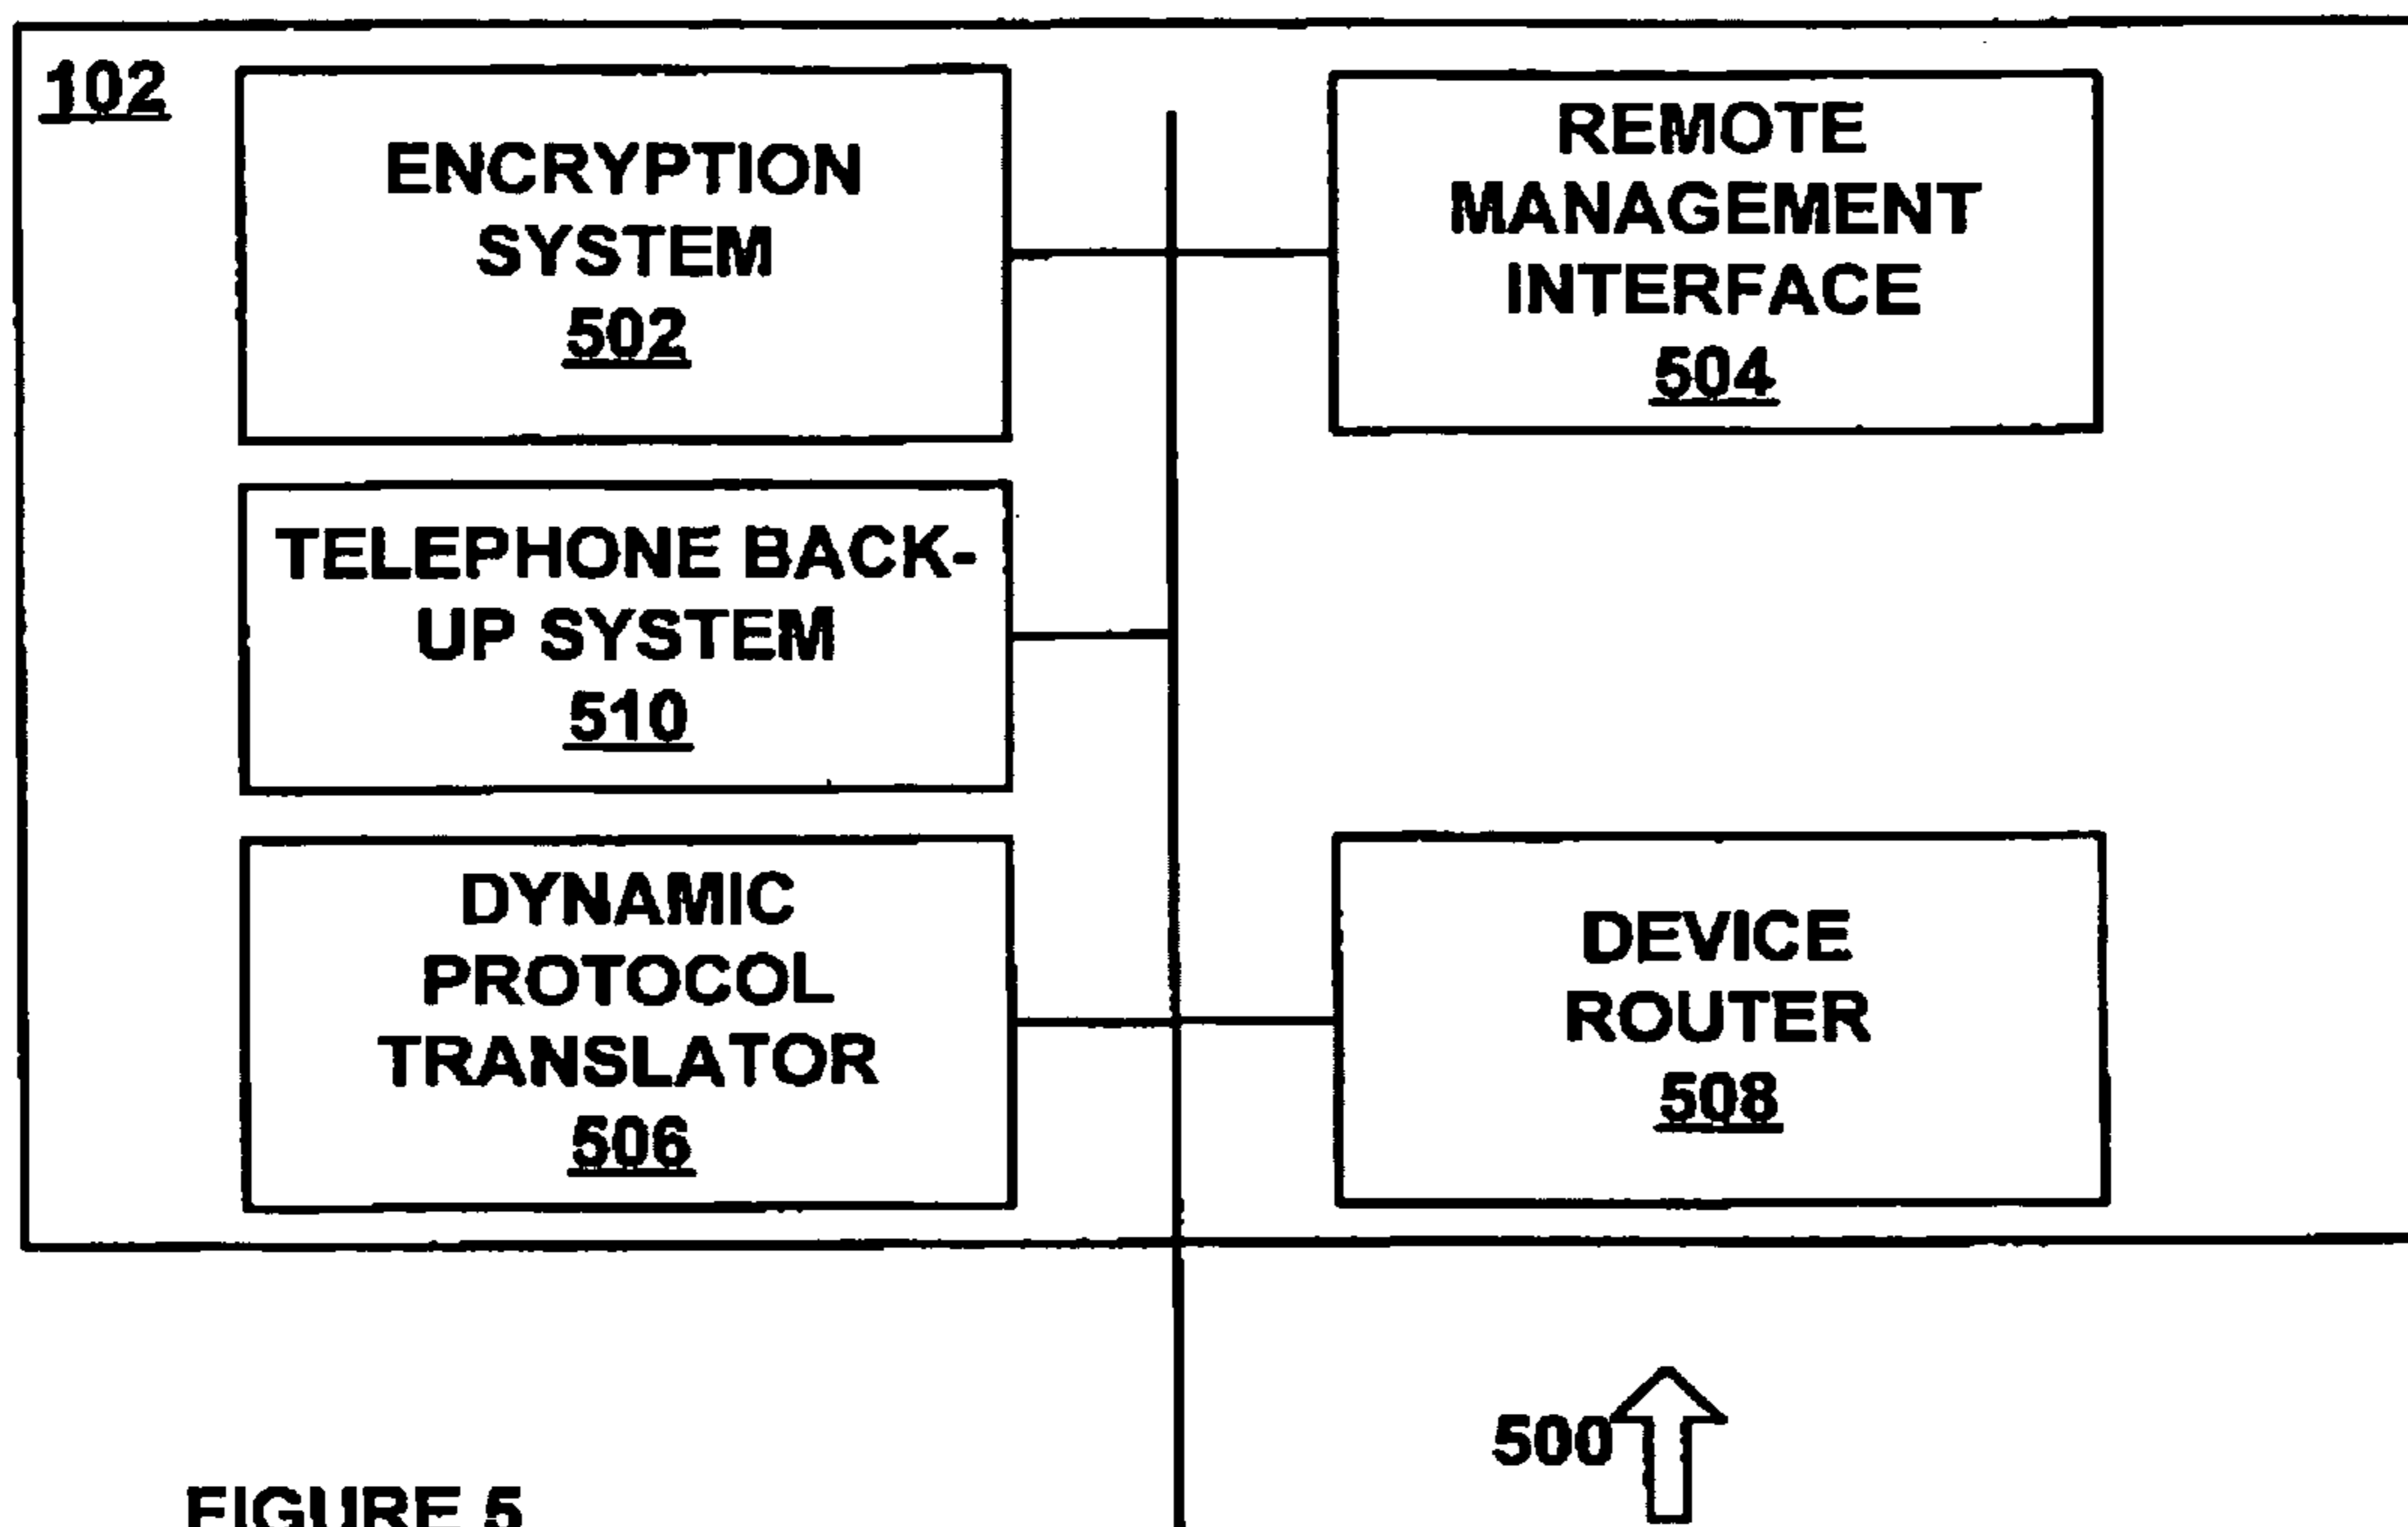 102
ENCRYPTION
SYSTEM
502
REMOTE
MANAGEMENT
INTERFACE
504
TELEPHONE BACK-
UP SYSTEM
510
DYNAMIC
PROTOCOL
TRANSLATOR
506
DEVICE
ROUTER
508
500
FIGURE 5